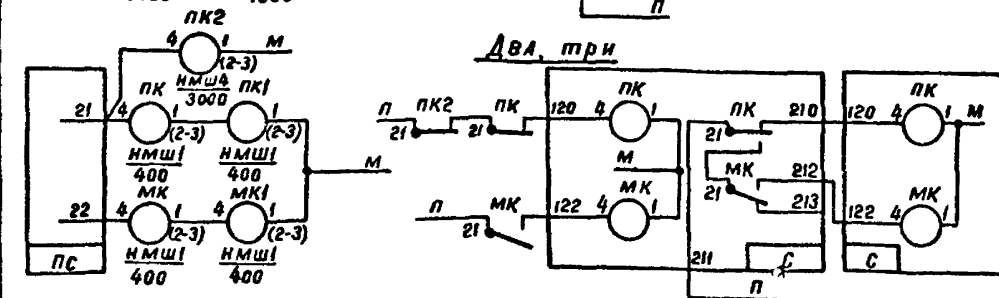 П
ПК2
4 1 М
(2-3)
НМШ4
3000
Два, три
21 4 ПК 1 ПК1 1
(2-3) (2-3)
НМШ1
400
НМШ1
400
М
22 4 МК 1 4 МК1 1
(2-3) (2-3)
НМШ1
400
НМШ1
400
ПС
П ПК2 ПК 120 4 ПК 1
21 21
М
П МК 122 4 МК 1
21
ПК 210
21
МК 212
21 213
211 С
П
120 4 ПК 1 М
122 4 МК 1
С